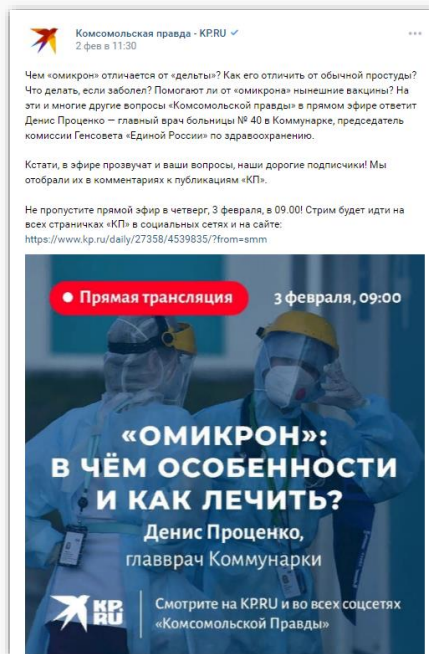 Комсомольская правда - KP.RU
2 фев в 11:30
Чем «омикрон» отличается от «дельты»? Как его отличить от обычной простуды?
Что делать, если заболел? Помогают ли от «омикрона» нынешние вакцины? На
эти и многие другие вопросы «Комсомольской правды» в прямом эфире ответит
Денис Проценко — главный врач больницы № 40 в Коммунарке, председатель
комиссии Генсовета «Единой России» по здравоохранению.
Кстати, в эфире прозвучат и ваши вопросы, наши дорогие подписчики! Мы
отобрали их в комментариях к публикациям «КП».
Не пропустите прямой эфир в четверг, 3 февраля, в 09.00! Стрим будет идти на
всех страничках «КП» в социальных сетях и на сайте:
https://www.kp.ru/daily/27358/4539835/?from=smm
Прямая трансляция
3 февраля, 09:00
«ОМИКРОН»:
В ЧЁМ ОСОБЕННОСТИ
И КАК ЛЕЧИТЬ?
Денис Проценко,
главврач Коммунарки
KP.
RU
Смотрите на KP.RU и во всех соцсетях
«Комсомольской Правды»